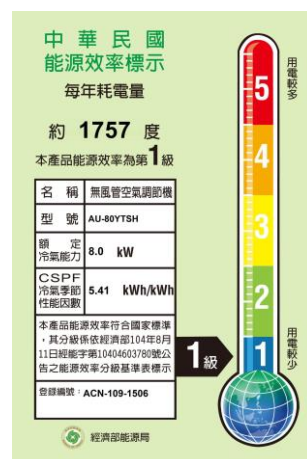 中華民國
能源效率標示
每年耗電量
約 1757 度
本產品能源效率為第1級
名稱 無風管空氣調節機
型號 AU-80YTSH
額定冷氣能力 8.0 kW
CSPF冷氣季節性能因數 5.41 kWh/kWh
本產品能源效率符合國家標準
，其分級係依經濟部104年8月
11日經能字第10404603780號公
告之能源效率分級基準表標示
登錄編號：ACN-109-1506
經濟部能源局
用電較多
5
4
3
2
1
1級
用電較少